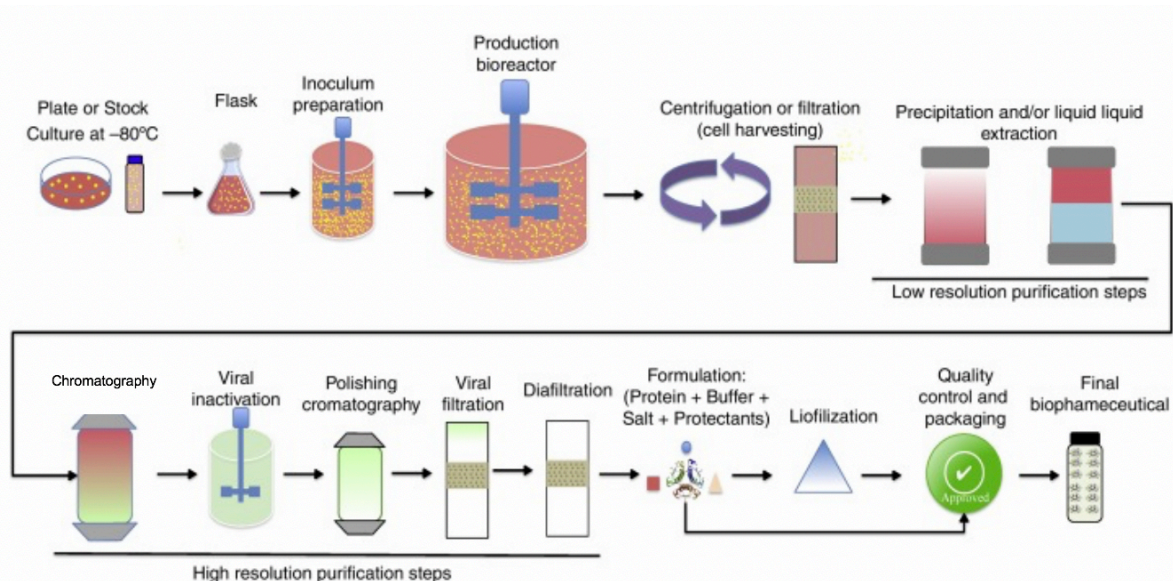 Plate or Stock
Culture at –80ºC
Flask
Inoculum
preparation
Production
bioreactor
Centrifugation or filtration
(cell harvesting)
Precipitation and/or liquid liquid
extraction
Low resolution purification steps
Chromatography
Viral
inactivation
Polishing
cromatography
Viral
filtration
Diafiltration
Formulation:
(Protein + Buffer +
Salt + Protectants)
Liofilization
Quality
control and
packaging
Approved
Final
biophameceutical
High resolution purification steps